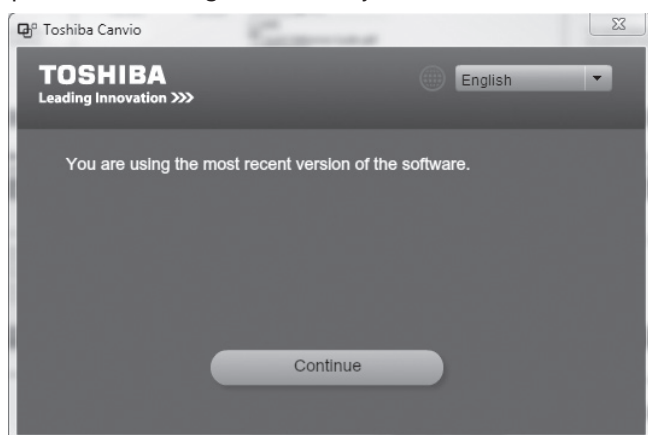 Toshiba Canvio
TOSHIBA
Leading Innovation >>>
English
You are using the most recent version of the software.
Continue